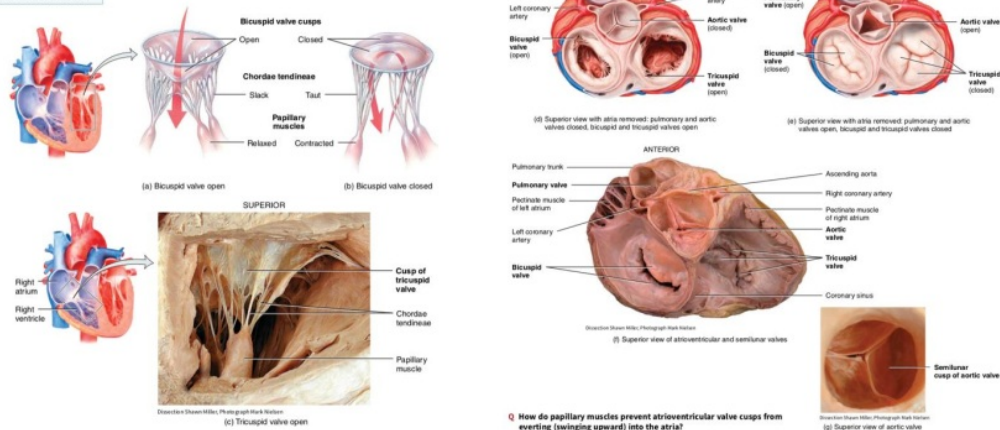 Bicuspid valve cusps
Open
Closed
Chordae tendineae
Slack
Taut
Papillary
muscles
Relaxed
Contracted
(a) Bicuspid valve open
(b) Bicuspid valve closed
SUPERIOR
Right
atrium
Right
ventricle
Cusp of
tricuspid
valve
Chordae
tendineae
Papillary
muscle
Dissection Shawn Miller, Photograph Mark Nielsen
(c) Tricuspid valve open
Left coronary
artery
Bicuspid
valve
(open)
Aortic valve
(closed)
Tricuspid
valve
(open)
(d) Superior view with atria removed: pulmonary and aortic
valves closed, bicuspid and tricuspid valves open
valve (open)
Bicuspid
valve
(closed)
Aortic valve
(open)
Tricuspid
valve
(closed)
(e) Superior view with atria removed: pulmonary and aortic
valves open, bicuspid and tricuspid valves closed
ANTERIOR
Pulmonary trunk
Pulmonary valve
Pectinate muscle
of left atrium
Left coronary
artery
Bicuspid
valve
Ascending aorta
Right coronary artery
Pectinate muscle
of right atrium
Aortic
valve
Tricuspid
valve
Coronary sinus
Dissection Shawn Miller, Photograph Mark Nielsen
(f) Superior view of atrioventricular and semilunar valves
Semilunar
cusp of aortic valve
Dissection Shawn Miller, Photograph Mark Nielsen
(g) Superior view of aortic valve
Q How do papillary muscles prevent atrioventricular valve cusps from
everting (swinging upward) into the atria?